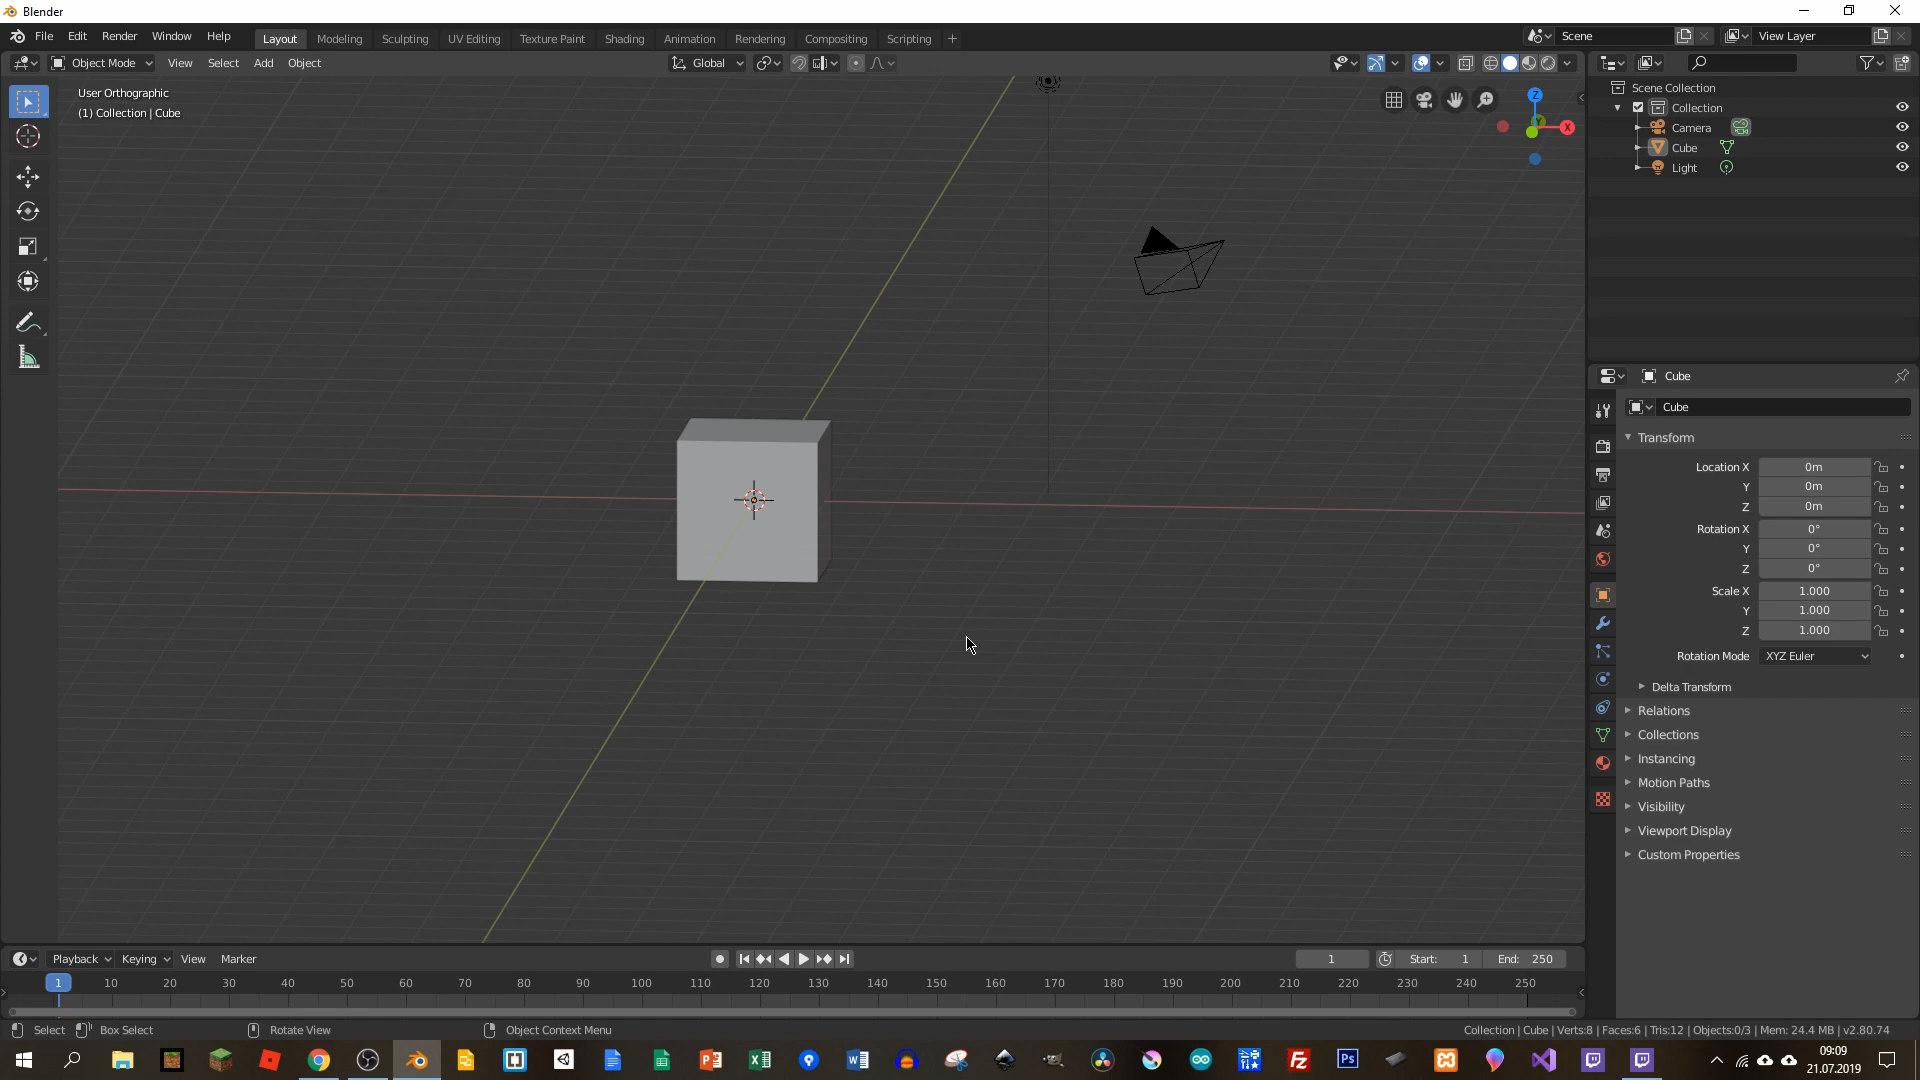 Blender
File Edit Render Window Help
Layout Modeling Sculpting UV Editing Texture Paint Shading Animation Rendering Compositing Scripting +
Scene
View Layer
Object Mode View Select Add Object
Global
User Orthographic
(1) Collection | Cube
Z
Y
X
Scene Collection
Collection
Camera
Cube
Light
Cube
Cube
Transform
Location X 0m
Y 0m
Z 0m
Rotation X 0°
Y 0°
Z 0°
Scale X 1.000
Y 1.000
Z 1.000
Rotation Mode XYZ Euler
Delta Transform
Relations
Collections
Instancing
Motion Paths
Visibility
Viewport Display
Custom Properties
Playback Keying View Marker
1 Start: 1 End: 250
1 10 20 30 40 50 60 70 80 90 100 110 120 130 140 150 160 170 180 190 200 210 220 230 240 250
Select Box Select Rotate View Object Context Menu
Collection | Cube | Verts:8 | Faces:6 | Tris:12 | Objects:0/3 | Mem: 24.4 MB | v2.80.74
Ps
09:09
21.07.2019